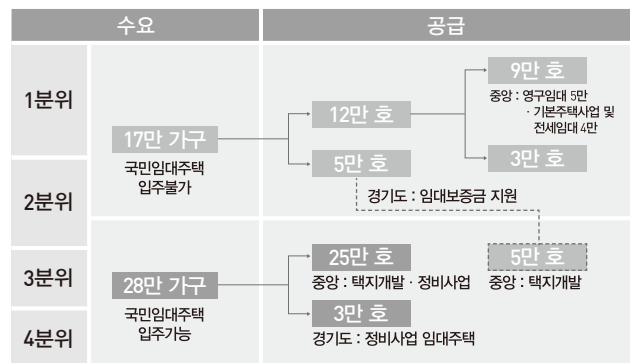 수요
공급
1분위
2분위
3분위
4분위
17만 가구
국민임대주택
입주불가
28만 가구
국민임대주택
입주가능
12만 호
9만 호
중앙 : 영구임대 5만
· 기본주택사업 및
전세임대 4만
3만 호
5만 호
경기도 : 임대보증금 지원
25만 호
중앙 : 택지개발 · 정비사업
5만 호
중앙 : 택지개발
3만 호
경기도 : 정비사업 임대주택